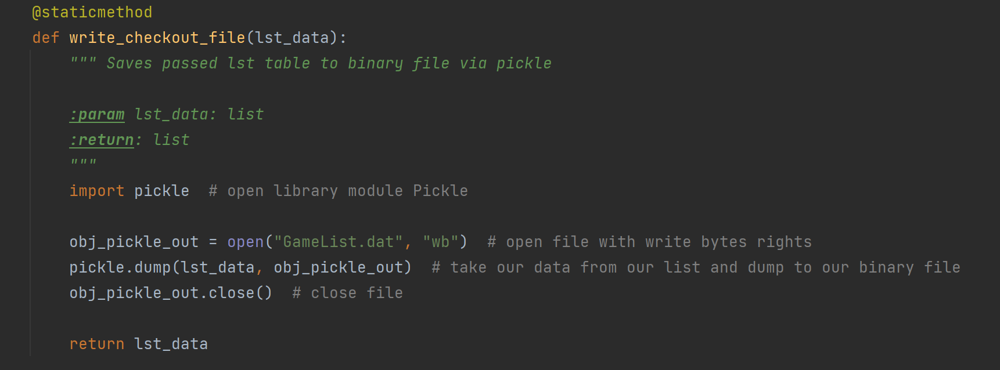 @staticmethod
def write_checkout_file(lst_data):
    """ Saves passed lst table to binary file via pickle

    :param lst_data: list
    :return: list
    """
    import pickle  # open library module Pickle

    obj_pickle_out = open("GameList.dat", "wb")  # open file with write bytes rights
    pickle.dump(lst_data, obj_pickle_out)  # take our data from our list and dump to our binary file
    obj_pickle_out.close()  # close file

    return lst_data